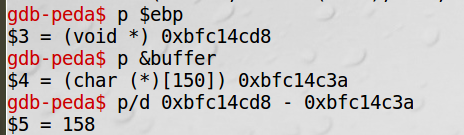 gdb-peda$ p $ebp
$3 = (void *) 0xbfc14cd8
gdb-peda$ p &buffer
$4 = (char (*)[150]) 0xbfc14c3a
gdb-peda$ p/d 0xbfc14cd8 - 0xbfc14c3a
$5 = 158